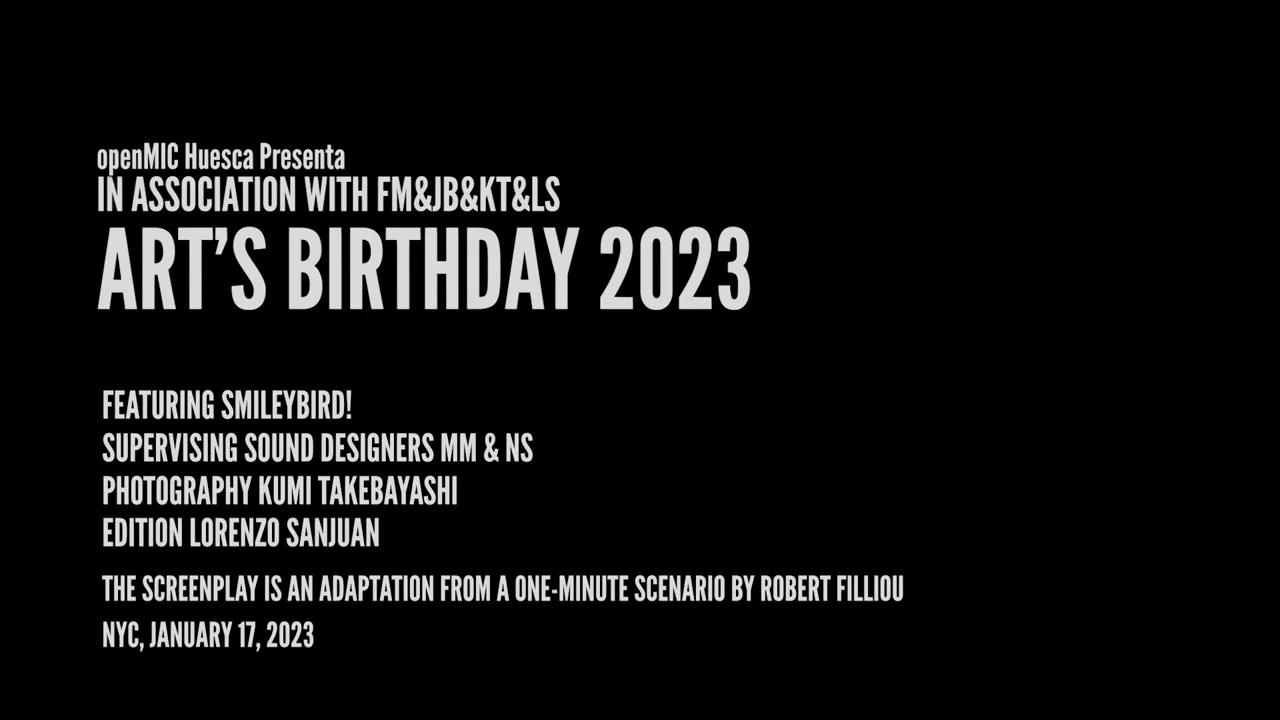 openMIC Huesca Presenta
IN ASSOCIATION WITH FM&JB&KT&LS
ART’S BIRTHDAY 2023
FEATURING SMILEYBIRD!
SUPERVISING SOUND DESIGNERS MM & NS
PHOTOGRAPHY KUMI TAKEBAYASHI
EDITION LORENZO SANJUAN
THE SCREENPLAY IS AN ADAPTATION FROM A ONE-MINUTE SCENARIO BY ROBERT FILLIOU
NYC, JANUARY 17, 2023